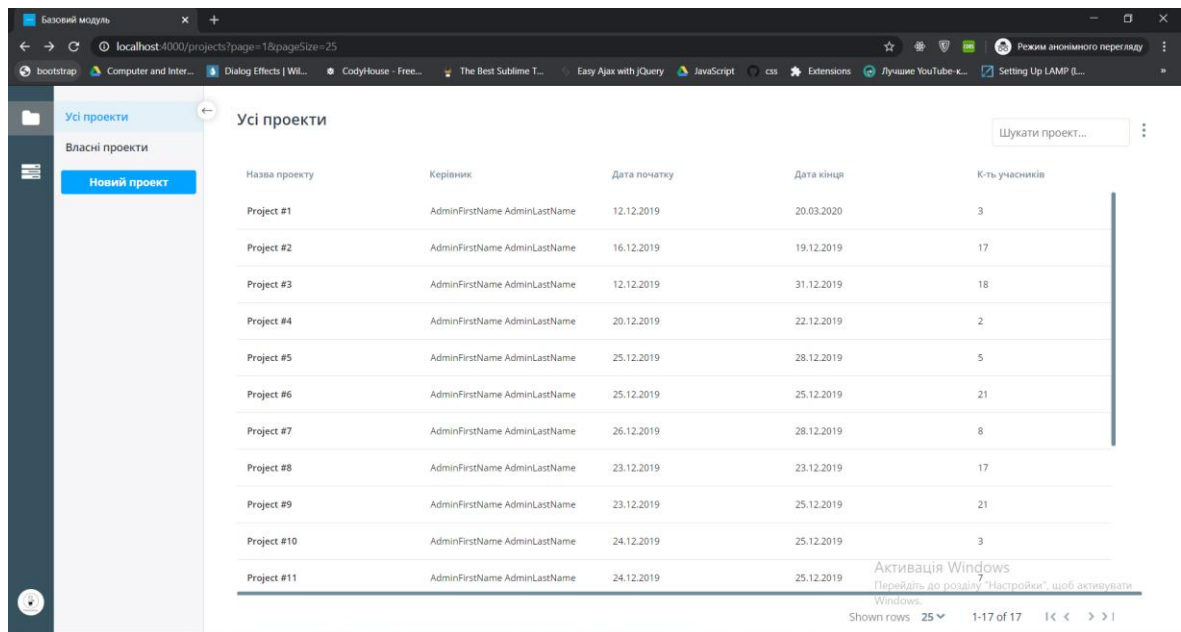 Базовий модуль
localhost:4000/projects?page=1&pageSize=25
Режим анонімного перегляду
bootstrap Computer and Inter... Dialog Effects | Wil... CodyHouse - Free... The Best Sublime T... Easy Ajax with jQuery JavaScript css Extensions Лучшие YouTube-к... Setting Up LAMP (L...
Усі проекти
Власні проекти
Новий проект
Усі проекти
Шукати проект...
Назва проекту Керівник Дата початку Дата кінця К-ть учасників
Project #1 AdminFirstName AdminLastName 12.12.2019 20.03.2020 3
Project #2 AdminFirstName AdminLastName 16.12.2019 19.12.2019 17
Project #3 AdminFirstName AdminLastName 12.12.2019 31.12.2019 18
Project #4 AdminFirstName AdminLastName 20.12.2019 22.12.2019 2
Project #5 AdminFirstName AdminLastName 25.12.2019 28.12.2019 5
Project #6 AdminFirstName AdminLastName 25.12.2019 25.12.2019 21
Project #7 AdminFirstName AdminLastName 26.12.2019 28.12.2019 8
Project #8 AdminFirstName AdminLastName 23.12.2019 23.12.2019 17
Project #9 AdminFirstName AdminLastName 23.12.2019 25.12.2019 21
Project #10 AdminFirstName AdminLastName 24.12.2019 25.12.2019 3
Project #11 AdminFirstName AdminLastName 24.12.2019 25.12.2019 7
Активація Windows
Перейдіть до розділу "Настройки", щоб активувати
Windows.
Shown rows 25 1-17 of 17